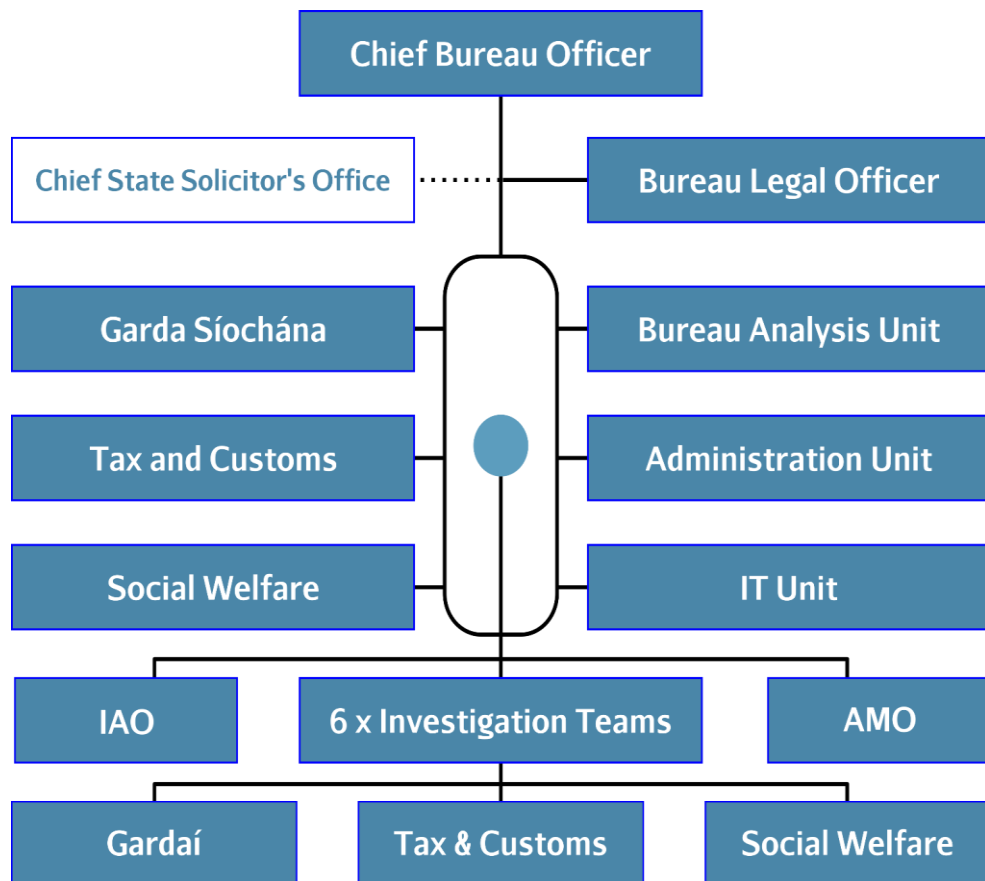 Chief Bureau Officer
Chief State Solicitor's Office
Bureau Legal Officer
Garda Síochána
Bureau Analysis Unit
Tax and Customs
Administration Unit
Social Welfare
IT Unit
IAO
6 x Investigation Teams
AMO
Gardaí
Tax & Customs
Social Welfare